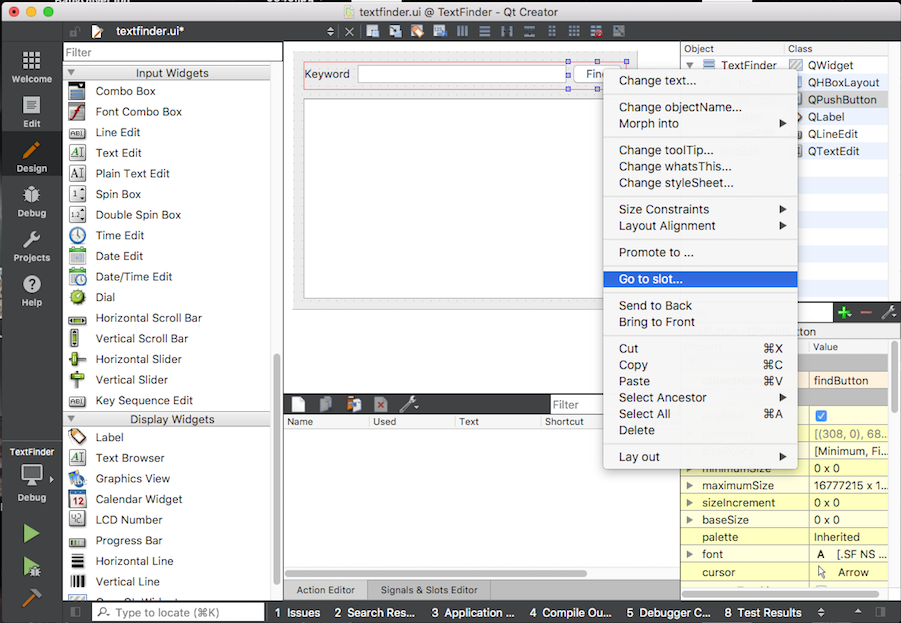 textfinder.ui @ TextFinder - Qt Creator
textfinder.ui*
Welcome
Edit
Design
Debug
Projects
Help
TextFinder
Debug
Filter
Input Widgets
Combo Box
Font Combo Box
Line Edit
Text Edit
Plain Text Edit
Spin Box
Double Spin Box
Time Edit
Date Edit
Date/Time Edit
Dial
Horizontal Scroll Bar
Vertical Scroll Bar
Horizontal Slider
Vertical Slider
Key Sequence Edit
Display Widgets
Label
Text Browser
Graphics View
Calendar Widget
LCD Number
Progress Bar
Horizontal Line
Vertical Line
Keyword
Change text...
Change objectName...
Morph into
Change toolTip...
Change whatsThis...
Change styleSheet...
Size Constraints
Layout Alignment
Promote to ...
Go to slot...
Send to Back
Bring to Front
Cut ⌘X
Copy ⌘C
Paste ⌘V
Select Ancestor
Select All ⌘A
Delete
Lay out
Object Class
TextFinder QWidget
QHBoxLayout
QPushButton
QLabel
QLineEdit
QTextEdit
Value
findButton
[(308, 0), 68...
[Minimum, Fi...
minimumSize 0 x 0
maximumSize 16777215 x 1...
sizeIncrement 0 x 0
baseSize 0 x 0
palette Inherited
font A [.SF NS ...
cursor Arrow
Filter
Name Used Text Shortcut
Action Editor Signals & Slots Editor
Type to locate (⌘K) 1 Issues 2 Search Res... 3 Application ... 4 Compile Ou... 5 Debugger C... 8 Test Results